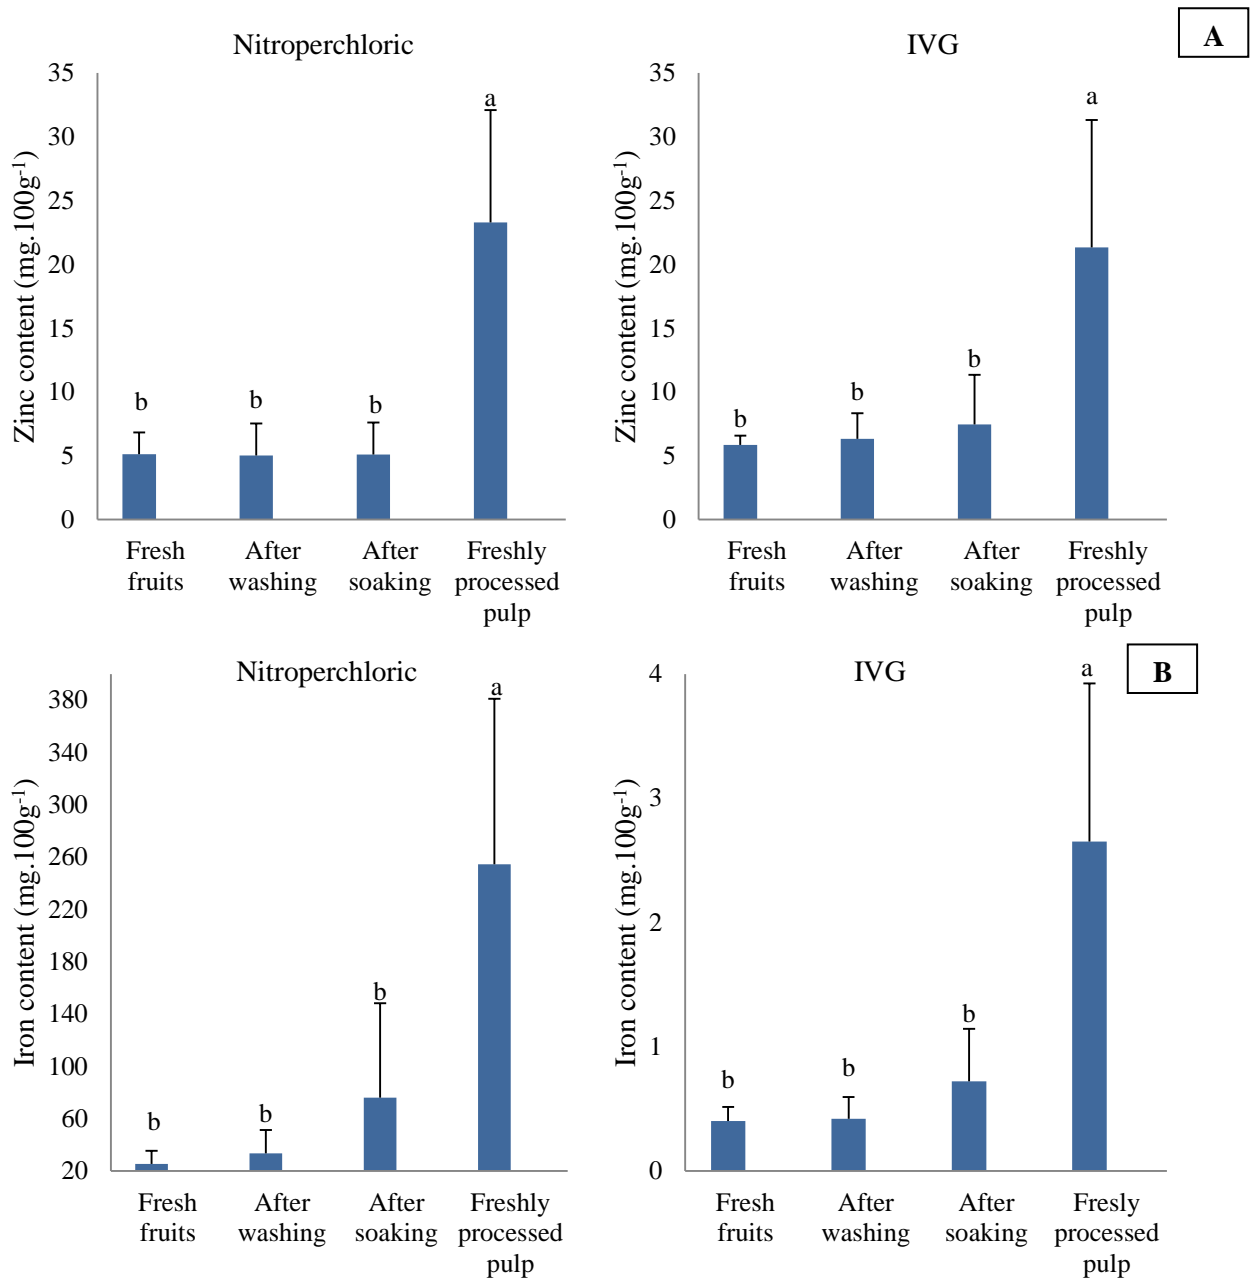 A
Nitroperchloric
Zinc content (mg.100g⁻¹)
35
30
25
20
15
10
5
0
b
b
b
a
Fresh
fruits
After
washing
After
soaking
Freshly
processed
pulp
IVG
Zinc content (mg.100g⁻¹)
35
30
25
20
15
10
5
0
b
b
b
a
Fresh
fruits
After
washing
After
soaking
Freshly
processed
pulp
B
Nitroperchloric
Iron content (mg.100g⁻¹)
380
340
300
260
220
180
140
100
60
20
b
b
b
a
Fresh
fruits
After
washing
After
soaking
Freshly
processed
pulp
IVG
Iron content (mg.100g⁻¹)
4
3
2
1
0
b
b
b
a
Fresh
fruits
After
washing
After
soaking
Fresly
processed
pulp